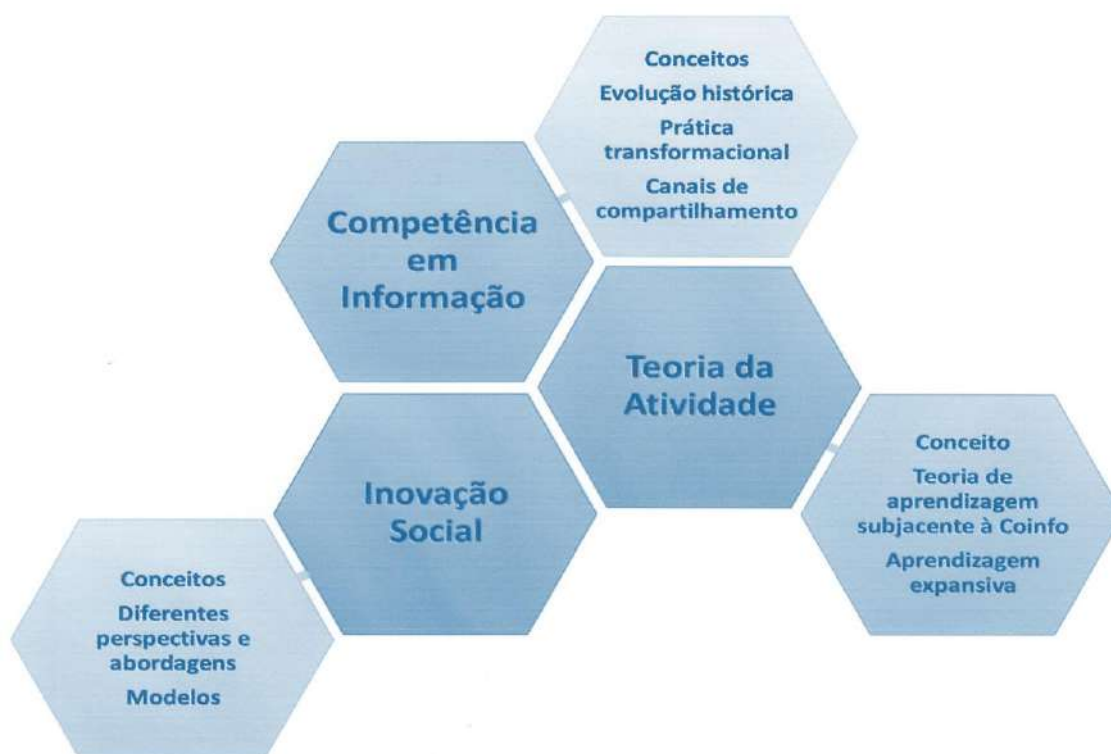 Conceitos
Evolução histórica
Prática
transformacional
Canais de
compartilhamento
Competência
em
Informação
Teoria da
Atividade
Conceito
Teoria de
aprendizagem
subjacente à Coinfo
Aprendizagem
expansiva
Inovação
Social
Conceitos
Diferentes
perspectivas e
abordagens
Modelos